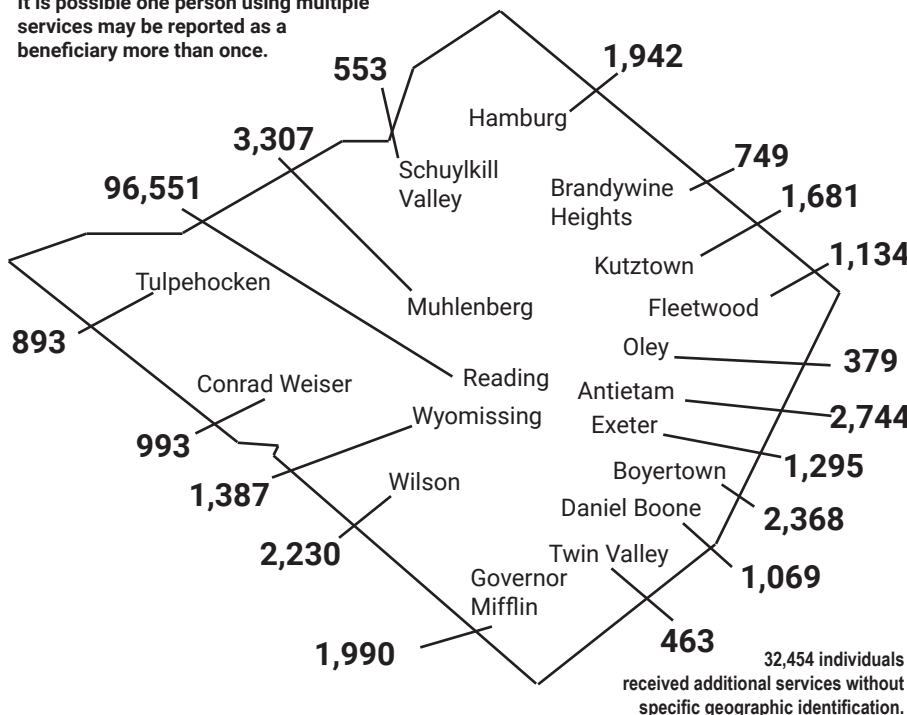 It is possible one person using multiple
services may be reported as a
beneficiary more than once.
553
1,942
Hamburg
3,307
Schuylkill
Valley
749
Brandywine
Heights
96,551
1,681
Kutztown
1,134
Tulpehocken
Muhlenberg
Fleetwood
893
Oley
379
Conrad Weiser
Reading
Antietam
2,744
Wyomissing
Exeter
993
1,295
1,387
Boyertown
Wilson
2,368
Daniel Boone
2,230
Twin Valley
1,069
Governor
Mifflin
463
1,990
32,454 individuals
received additional services without
specific geographic identification.